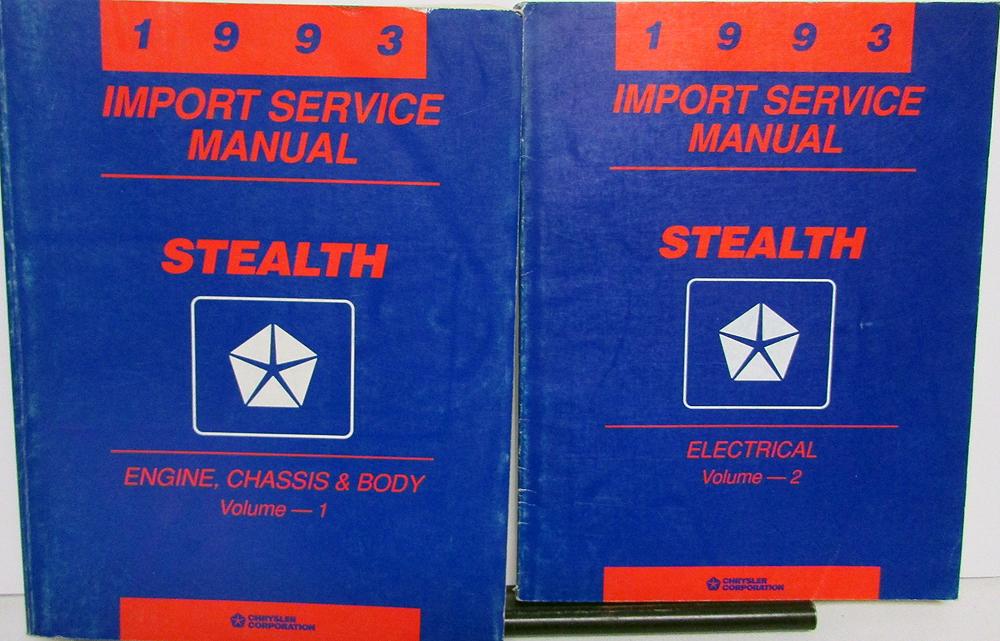 1 9 9 3
IMPORT SERVICE
MANUAL
STEALTH
ENGINE, CHASSIS & BODY
Volume — 1
CHRYSLER
CORPORATION
1 9 9 3
IMPORT SERVICE
MANUAL
STEALTH
ELECTRICAL
Volume — 2
CHRYSLER
CORPORATION